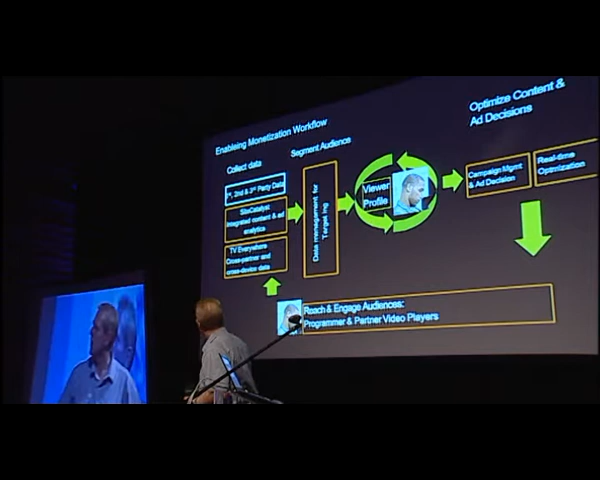 Enableing Monetization Workflow
Collect data
Segment Audience
Optimize Content &
Ad Decisions
1st, 2nd & 3rd Party Data
SiteCatalyst
Integrated content & ad
analytics
TV Everywhere
Cross-partner and
cross-device data
Data management for
Targeting
Viewer
Profile
Campaign Mgmt
& Ad Decision
Real-time
Optimization
Reach & Engage Audiences:
Programmer & Partner Video Players